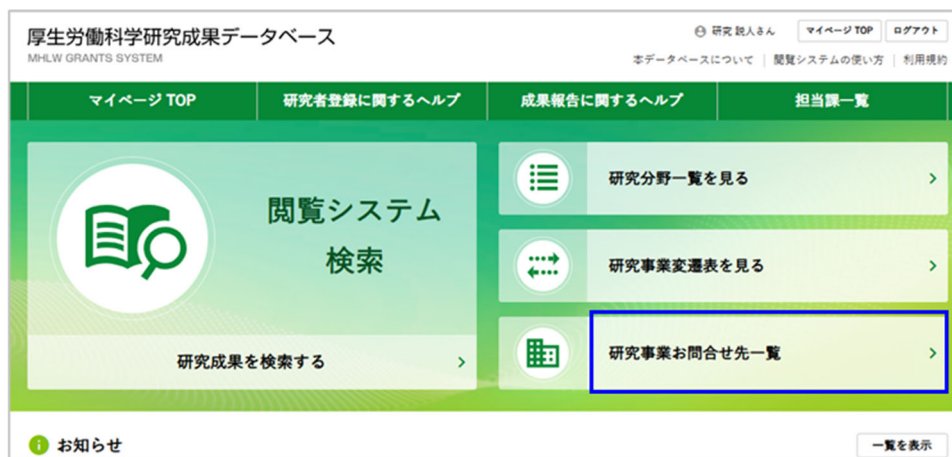 厚生労働科学研究成果データベース
MHLW GRANTS SYSTEM
研究 説人さん
マイページ TOP
ログアウト
本データベースについて | 閲覧システムの使い方 | 利用規約
マイページ TOP
研究者登録に関するヘルプ
成果報告に関するヘルプ
担当課一覧
閲覧システム
検索
研究成果を検索する
研究分野一覧を見る
研究事業変遷表を見る
研究事業お問合せ先一覧
お知らせ
一覧を表示